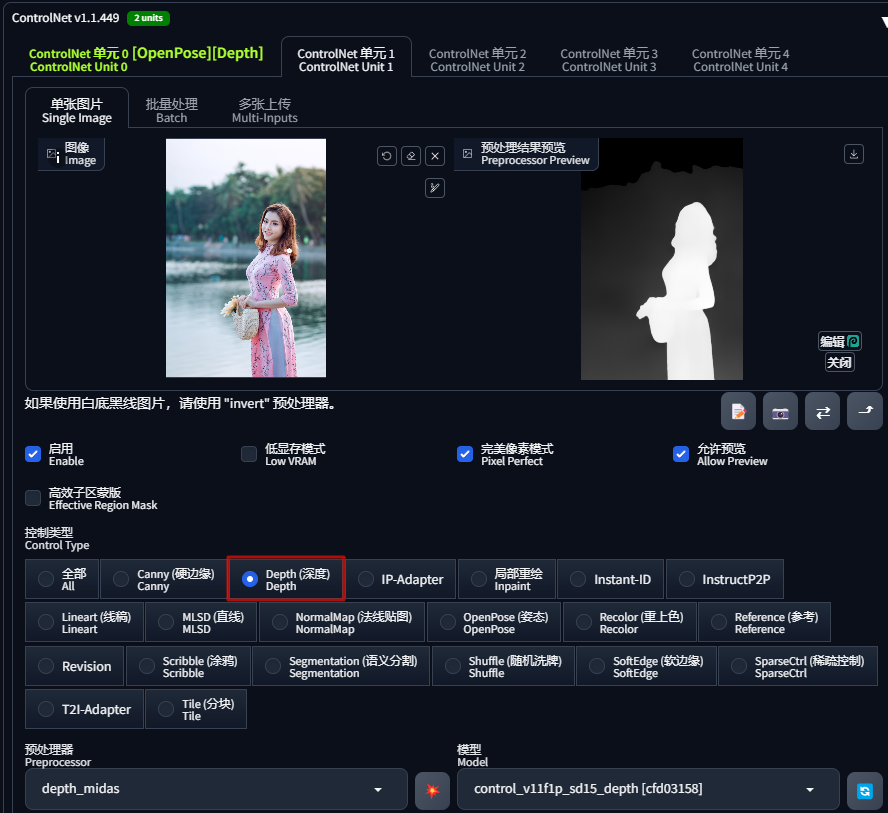 ControlNet v1.1.449 2 units
ControlNet 单元 0 [OpenPose][Depth]
ControlNet Unit 0
ControlNet 单元 1
ControlNet Unit 1
ControlNet 单元 2
ControlNet Unit 2
ControlNet 单元 3
ControlNet Unit 3
ControlNet 单元 4
ControlNet Unit 4
单张图片
Single Image
批量处理
Batch
多张上传
Multi-Inputs
图像
Image
预处理结果预览
Preprocessor Preview
编辑
关闭
如果使用白底黑线图片，请使用 "invert" 预处理器。
启用
Enable
低显存模式
Low VRAM
完美像素模式
Pixel Perfect
允许预览
Allow Preview
高效子区蒙版
Effective Region Mask
控制类型
Control Type
全部
All
Canny (硬边缘)
Canny
Depth (深度)
Depth
IP-Adapter
局部重绘
Inpaint
Instant-ID
InstructP2P
Lineart (线稿)
Lineart
MLSD (直线)
MLSD
NormalMap (法线贴图)
NormalMap
OpenPose (姿态)
OpenPose
Recolor (重上色)
Recolor
Reference (参考)
Reference
Revision
Scribble (涂鸦)
Scribble
Segmentation (语义分割)
Segmentation
Shuffle (随机洗牌)
Shuffle
SoftEdge (软边缘)
SoftEdge
SparseCtrl (稀疏控制)
SparseCtrl
T2I-Adapter
Tile (分块)
Tile
预处理器
Preprocessor
depth_midas
模型
Model
control_v11f1p_sd15_depth [cfd03158]